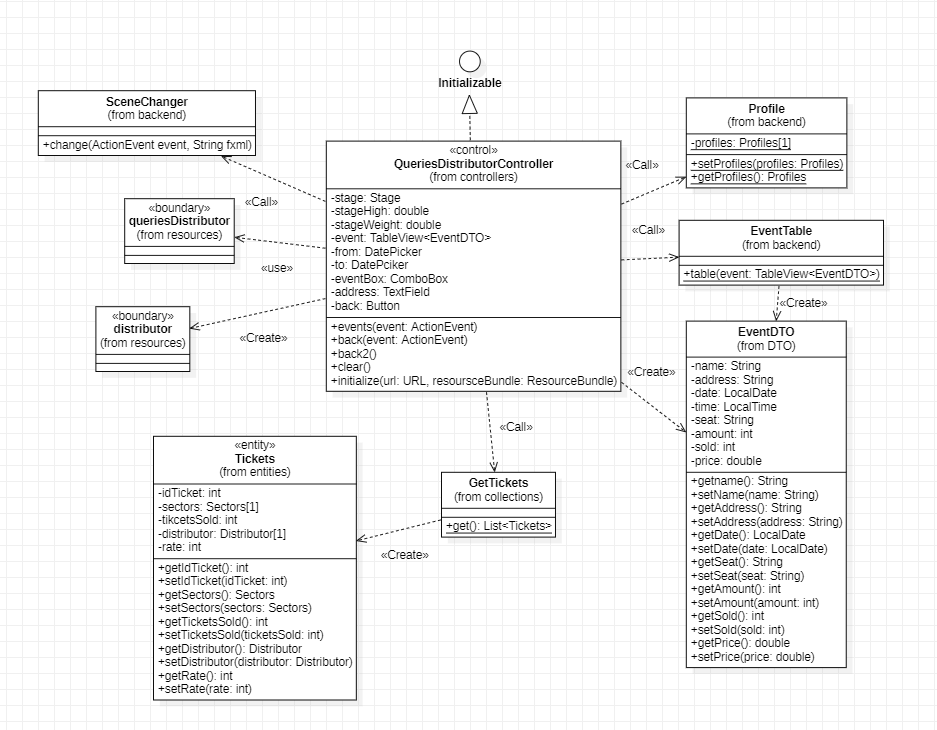 Initializable
SceneChanger
(from backend)
+change(ActionEvent event, String fxml)
«Call»
«boundary»
queriesDistributor
(from resources)
«use»
«boundary»
distributor
(from resources)
«Create»
«control»
QueriesDistributorController
(from controllers)
-stage: Stage
-stageHigh: double
-stageWeight: double
-event: TableView<EventDTO>
-from: DatePicker
-to: DatePciker
-eventBox: ComboBox
-address: TextField
-back: Button
+events(event: ActionEvent)
+back(event: ActionEvent)
+back2()
+clear()
+initialize(url: URL, resoursceBundle: ResourceBundle)
«Call»
Profile
(from backend)
-profiles: Profiles[1]
+setProfiles(profiles: Profiles)
+getProfiles(): Profiles
«Call»
EventTable
(from backend)
+table(event: TableView<EventDTO>)
«Create»
«Create»
EventDTO
(from DTO)
-name: String
-address: String
-date: LocalDate
-time: LocalTime
-seat: String
-amount: int
-sold: int
-price: double
+getname(): String
+setName(name: String)
+getAddress(): String
+setAddress(address: String)
+getDate(): LocalDate
+setDate(date: LocalDate)
+getSeat(): String
+setSeat(seat: String)
+getAmount(): int
+setAmount(amount: int)
+getSold(): int
+setSold(sold: int)
+getPrice(): double
+setPrice(price: double)
«Call»
GetTickets
(from collections)
+get(): List<Tickets>
«Create»
«entity»
Tickets
(from entities)
-idTicket: int
-sectors: Sectors[1]
-tikcetsSold: int
-distributor: Distributor[1]
-rate: int
+getIdTicket(): int
+setIdTicket(idTicket: int)
+getSectors(): Sectors
+setSectors(sectors: Sectors)
+getTicketsSold(): int
+setTicketsSold(ticketsSold: int)
+getDistributor(): Distributor
+setDistributor(distributor: Distributor)
+getRate(): int
+setRate(rate: int)